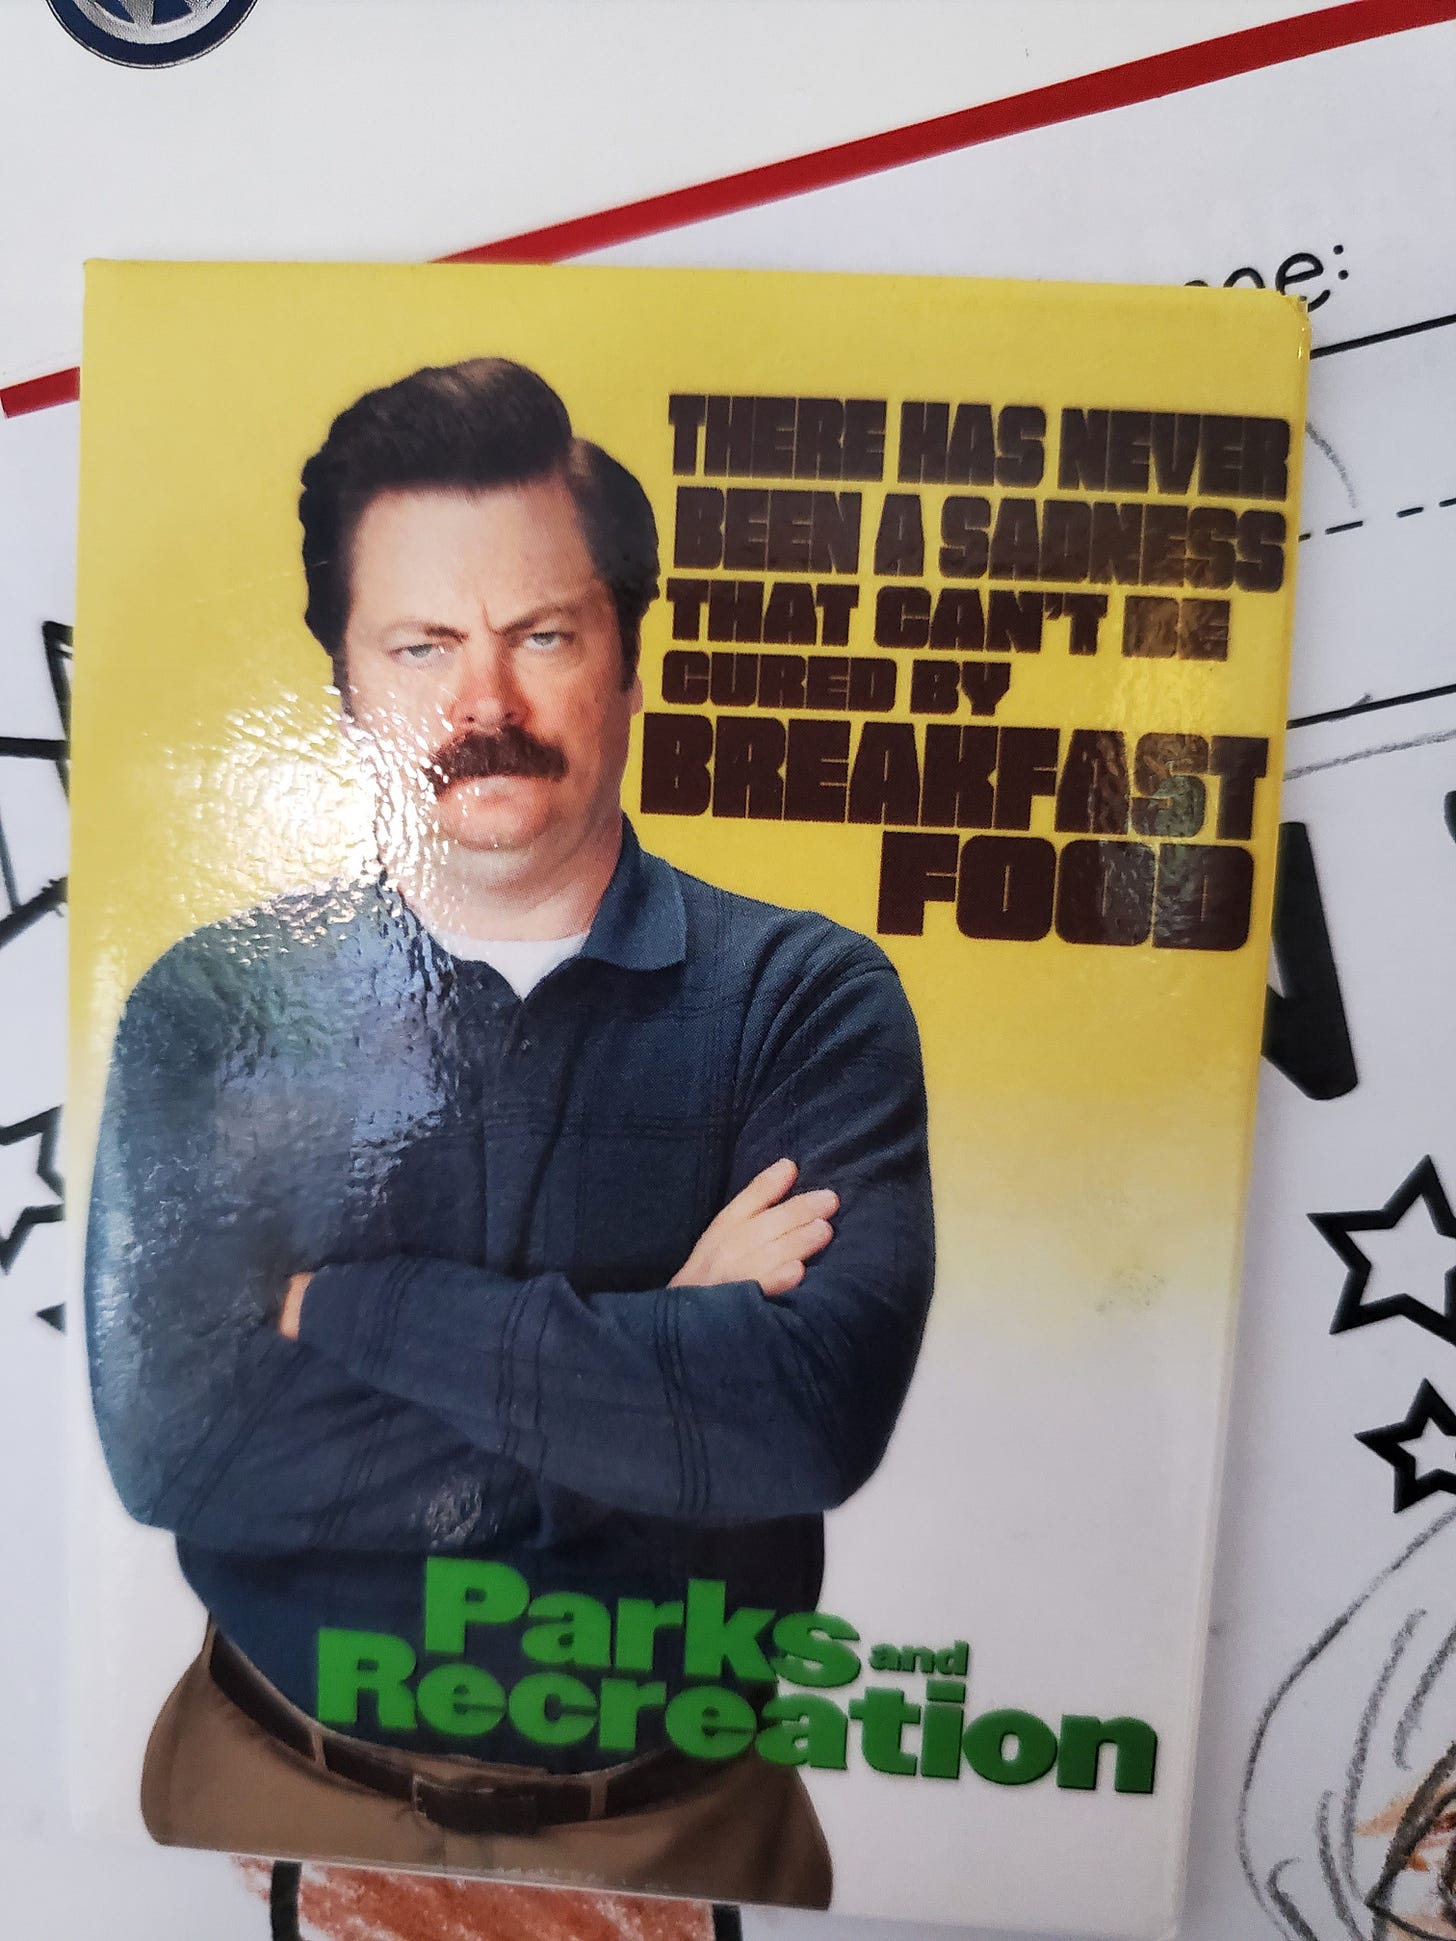 THERE HAS NEVER
BEEN A SADNESS
THAT CAN'T BE
CURED BY
BREAKFAST
FOOD
Parks and
Recreation